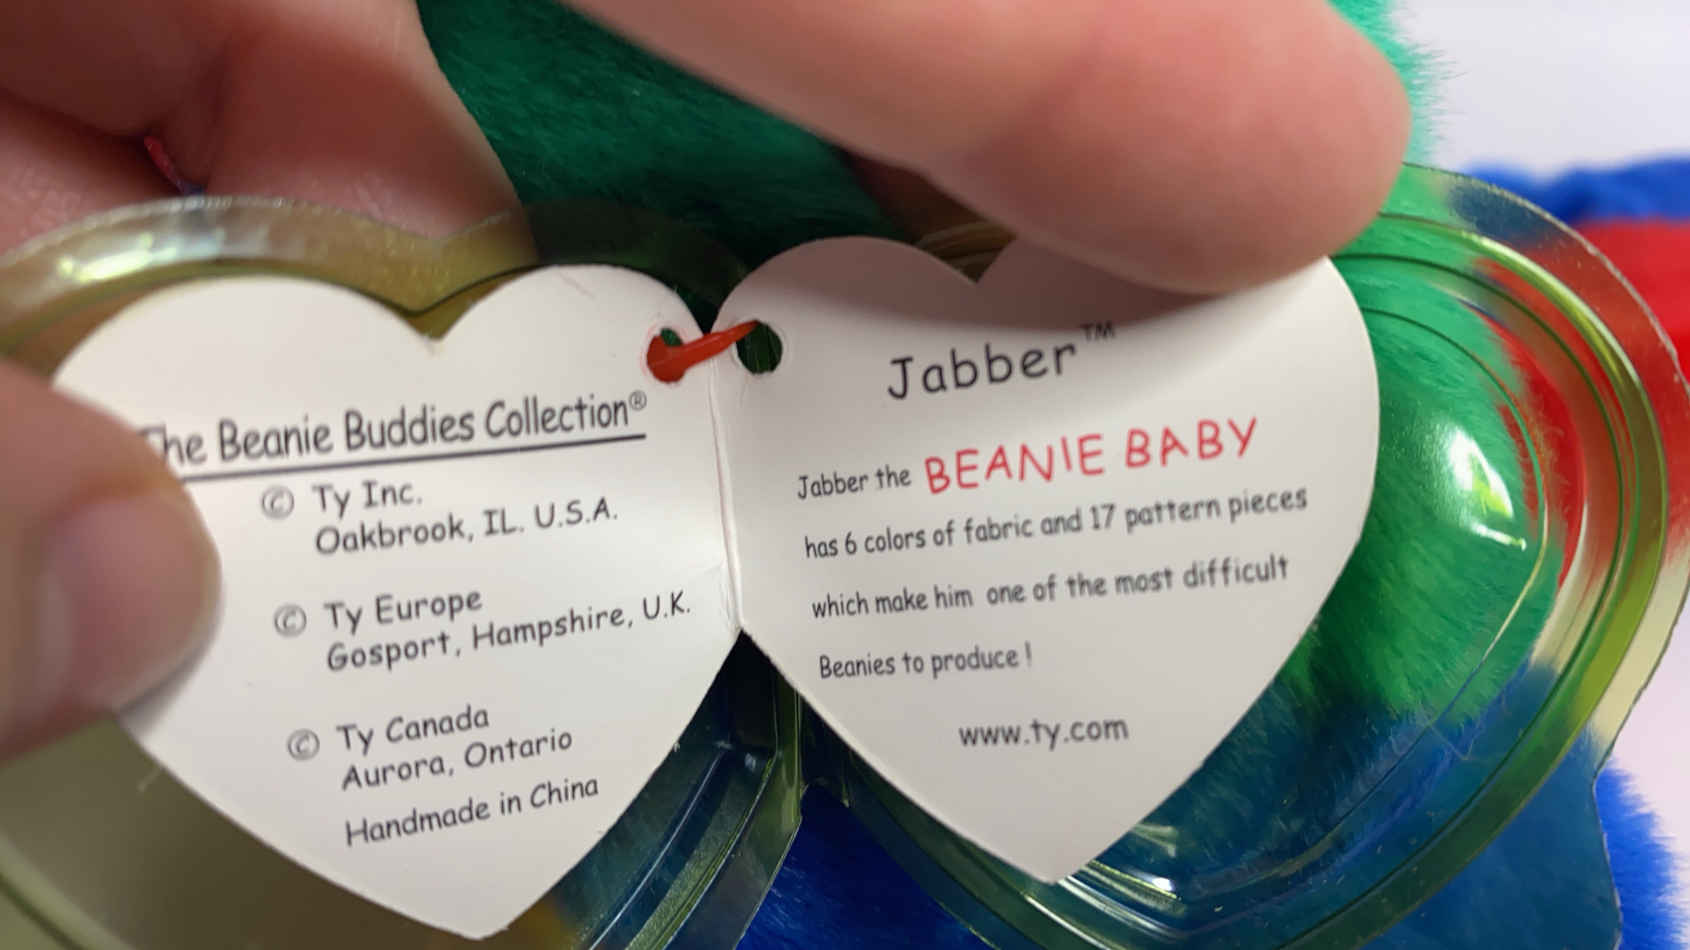 The Beanie Buddies Collection®
© Ty Inc.
Oakbrook, IL. U.S.A.
© Ty Europe
Gosport, Hampshire, U.K.
© Ty Canada
Aurora, Ontario
Handmade in China
Jabber™
Jabber the BEANIE BABY
has 6 colors of fabric and 17 pattern pieces
which make him one of the most difficult
Beanies to produce !
www.ty.com